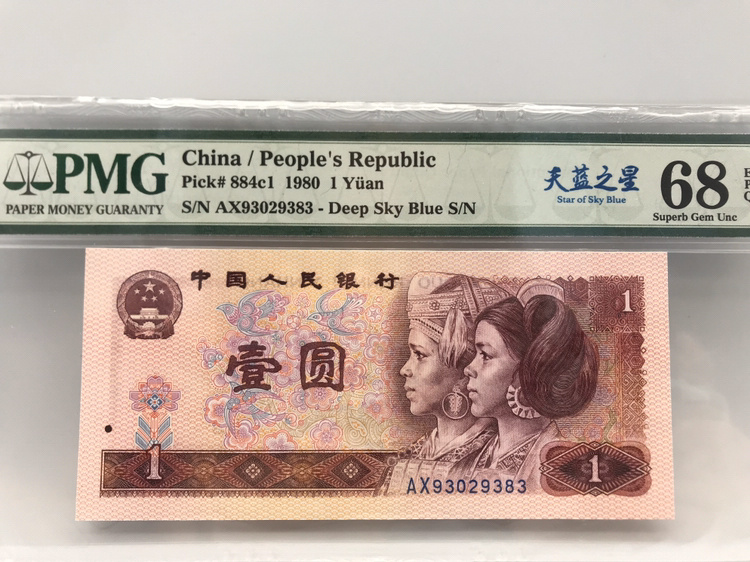 PMG
PAPER MONEY GUARANTY
China / People's Republic
Pick# 884c1 1980 1 Yüan
S/N AX93029383 - Deep Sky Blue S/N
天蓝之星
Star of Sky Blue
68
Superb Gem Unc
E
P
Q
中国人民银行
1
壹圆
1
1
AX93029383